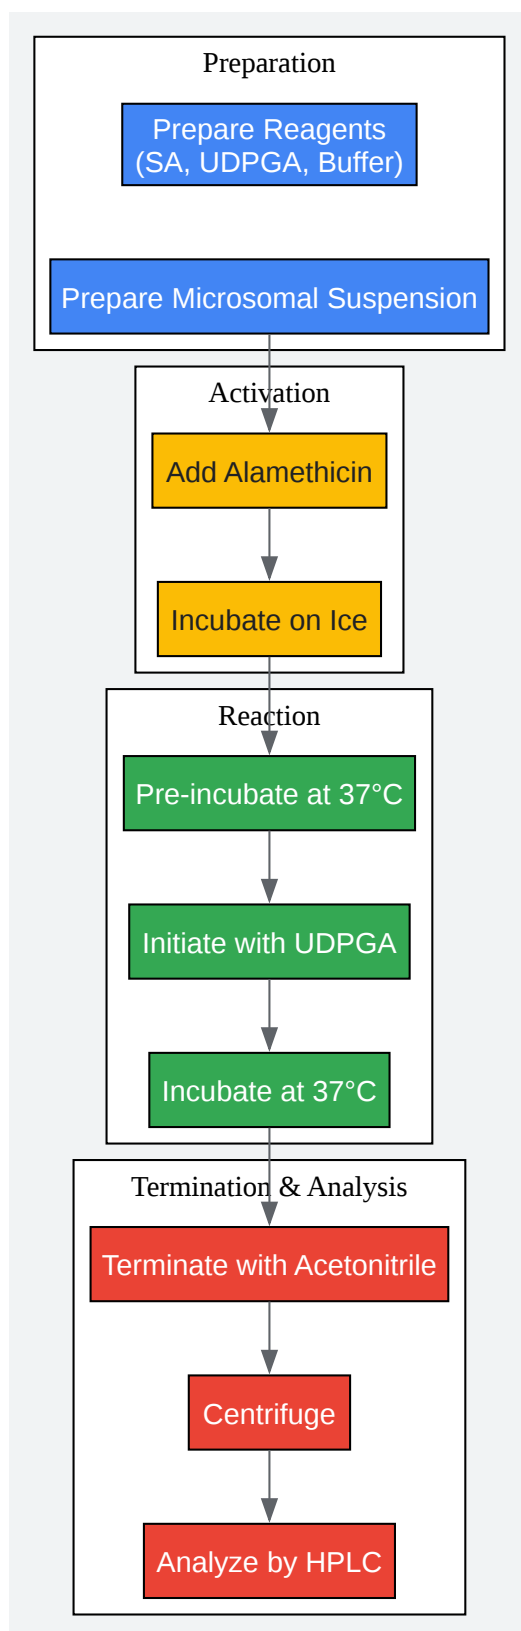 Preparation
Prepare Reagents
(SA, UDPGA, Buffer)
Prepare Microsomal Suspension
Activation
Add Alamethicin
Incubate on Ice
Reaction
Pre-incubate at 37°C
Initiate with UDPGA
Incubate at 37°C
Termination & Analysis
Terminate with Acetonitrile
Centrifuge
Analyze by HPLC